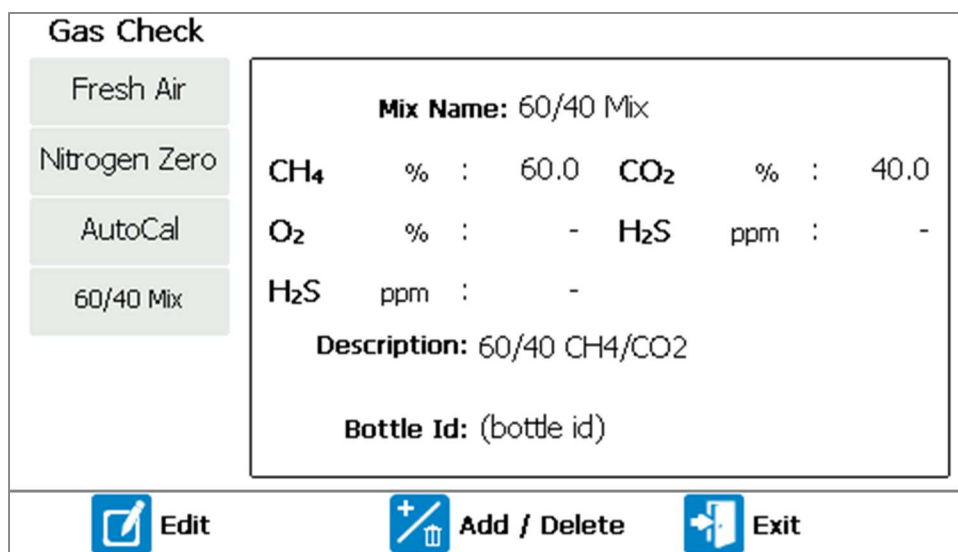 Gas Check
Fresh Air
Nitrogen Zero
AutoCal
60/40 Mix
Mix Name: 60/40 Mix
CH₄ % : 60.0 CO₂ % : 40.0
O₂ % : - H₂S ppm : -
H₂S ppm : -
Description: 60/40 CH4/CO2
Bottle Id: (bottle id)
Edit Add / Delete Exit